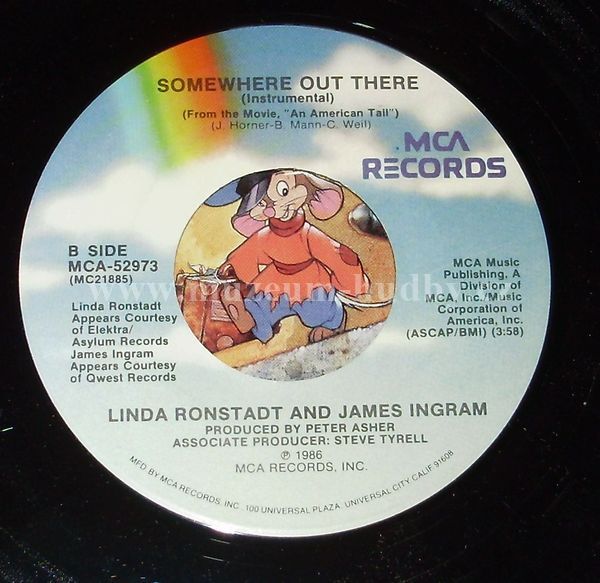 SOMEWHERE OUT THERE
(Instrumental)
(From the Movie, "An American Tail")
(J. Horner-B. Mann-C. Weil)
MCA
RECORDS
B SIDE
MCA-52973
(MC21885)
Linda Ronstadt
Appears Courtesy
of Elektra/
Asylum Records
James Ingram
Appears Courtesy
of Qwest Records
MCA Music
Publishing, A
Division of
MCA, Inc./Music
Corporation of
America, Inc.
(ASCAP/BMI) (3:58)
www.muzeum-hudby.cz
LINDA RONSTADT AND JAMES INGRAM
PRODUCED BY PETER ASHER
ASSOCIATE PRODUCER: STEVE TYRELL
℗ 1986
MCA RECORDS, INC.
MFD BY MCA RECORDS, INC. 100 UNIVERSAL PLAZA, UNIVERSAL CITY, CALIF. 91608